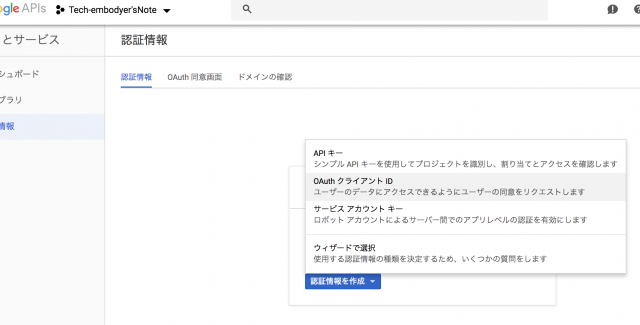 ogle APIs
Tech-embodyer'sNote
とサービス
認証情報
認証情報 OAuth 同意画面 ドメインの確認
シュボード
ブラリ
情報
API キー
シンプル API キーを使用してプロジェクトを識別し、割り当てとアクセスを確認します
OAuth クライアント ID
ユーザーのデータにアクセスできるようにユーザーの同意をリクエストします
サービス アカウント キー
ロボット アカウントによるサーバー間でのアプリレベルの認証を有効にします
ウィザードで選択
使用する認証情報の種類を決定するため、いくつかの質問をします
認証情報を作成